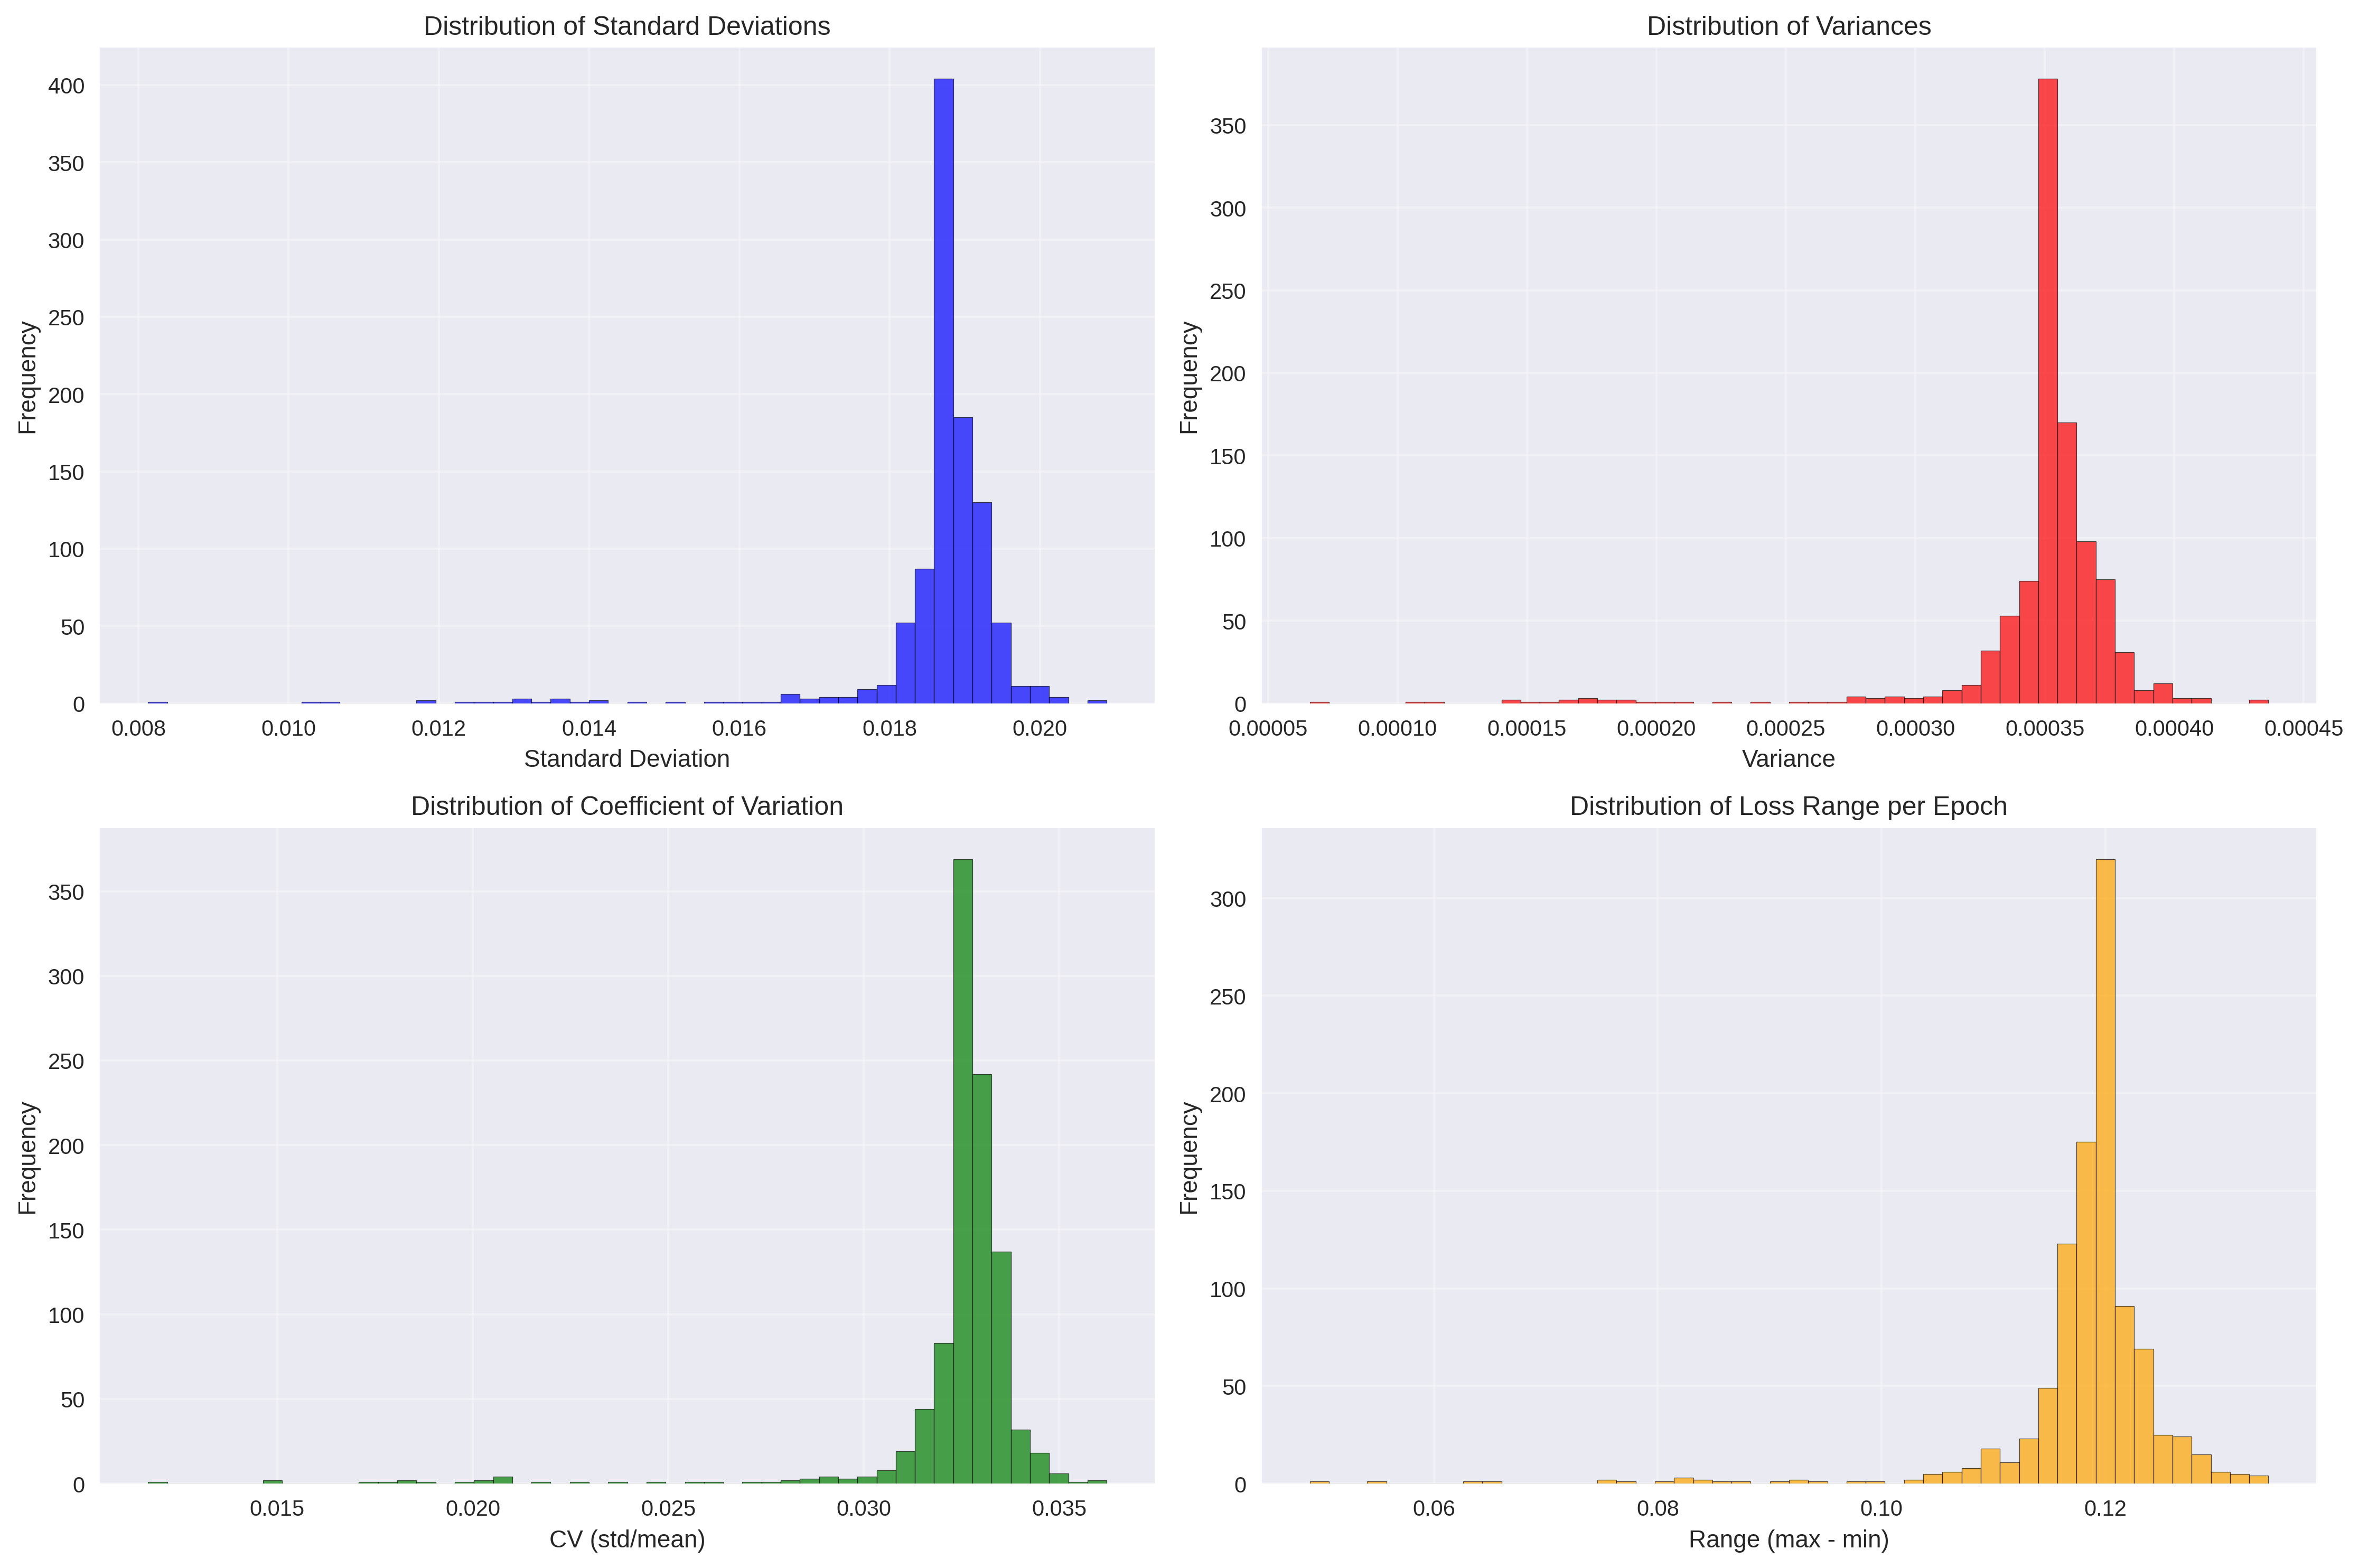 Distribution of Standard Deviations
Frequency
400
350
300
250
200
150
100
50
0
0.008 0.010 0.012 0.014 0.016 0.018 0.020
Standard Deviation
Distribution of Variances
Frequency
350
300
250
200
150
100
50
0
0.00005 0.00010 0.00015 0.00020 0.00025 0.00030 0.00035 0.00040 0.00045
Variance
Distribution of Coefficient of Variation
Frequency
350
300
250
200
150
100
50
0
0.015 0.020 0.025 0.030 0.035
CV (std/mean)
Distribution of Loss Range per Epoch
Frequency
300
250
200
150
100
50
0
0.06 0.08 0.10 0.12
Range (max - min)